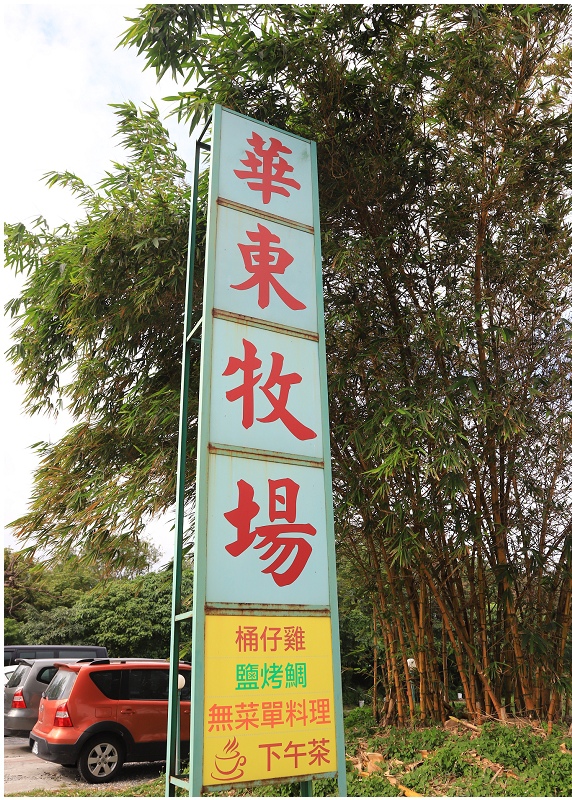 華東牧場
桶仔雞
鹽烤鯛
無菜單料理
下午茶